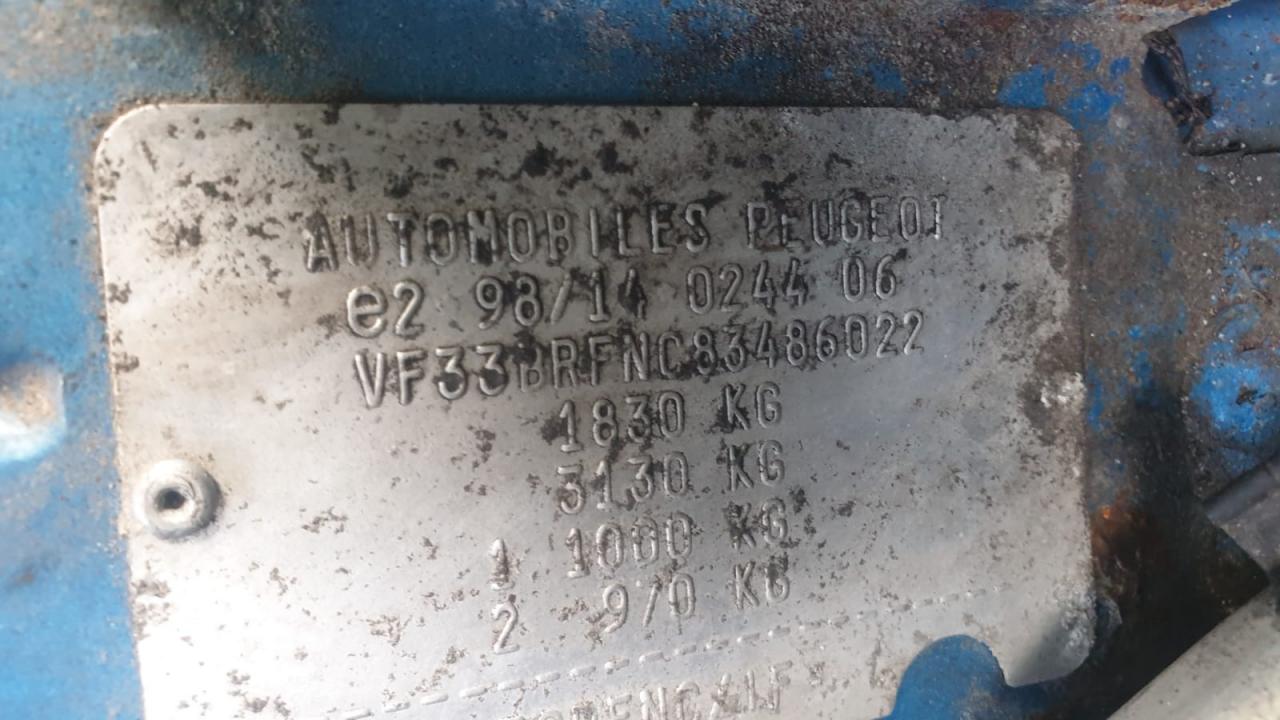 AUTOMOBILES PEUGEOT
e2 98/14 0244 06
VF33BRFNC83486022
1830 KG
3130 KG
1 1000 KG
2 970 KG